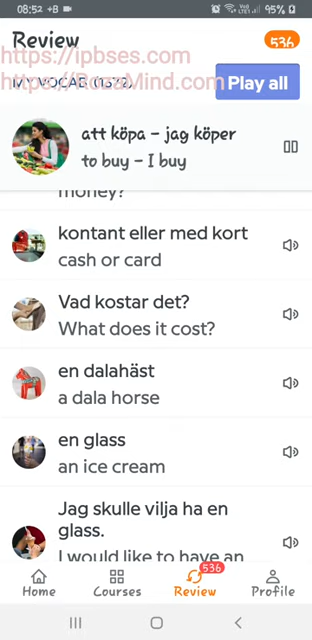 08:52 +B
95%
Review
536
https://ipbses.com
https://RosaMind.com
Play all
att köpa – jag köper
to buy – I buy
money?
kontant eller med kort
cash or card
Vad kostar det?
What does it cost?
en dalahäst
a dala horse
en glass
an ice cream
Jag skulle vilja ha en
glass.
I would like to have an
536
Home
Courses
Review
Profile